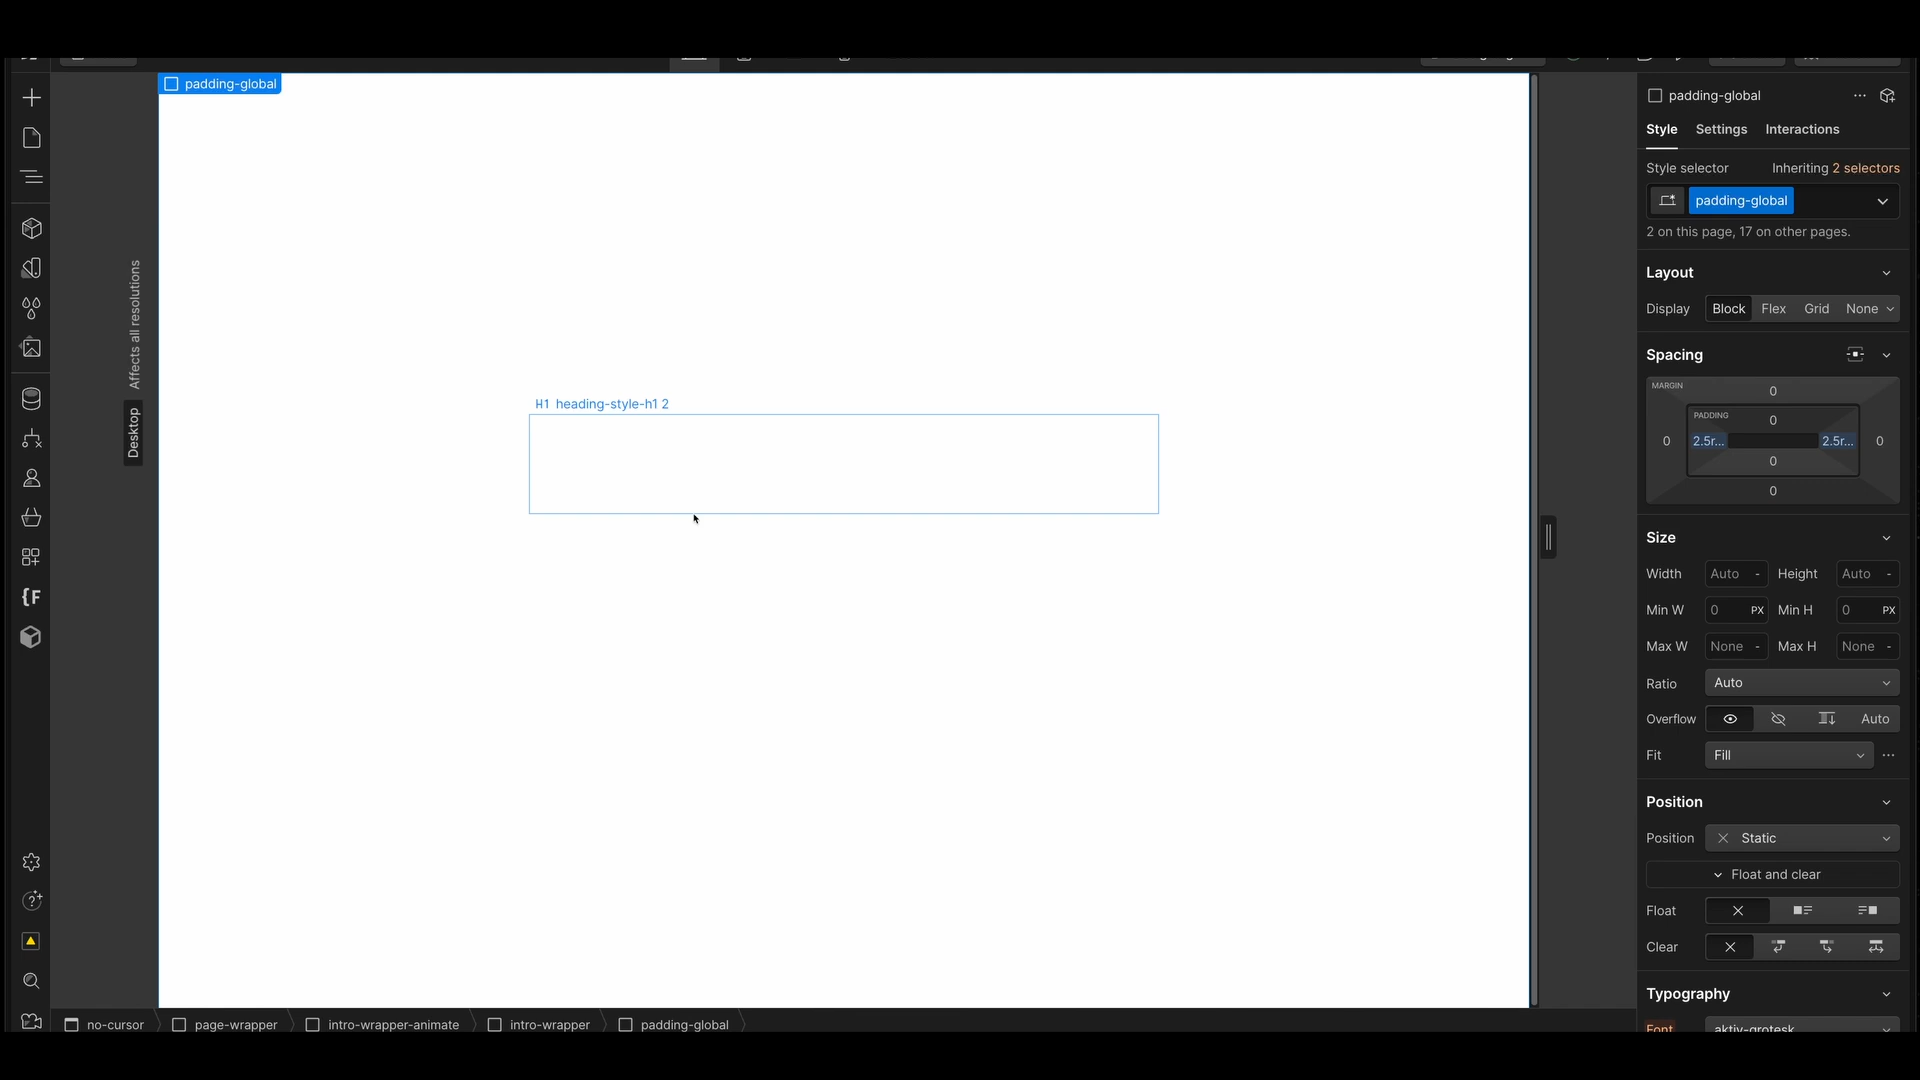 padding-global
Affects all resolutions
Desktop
H1 heading-style-h1 2
padding-global
Style Settings Interactions
Style selector Inheriting 2 selectors
padding-global
2 on this page, 17 on other pages.
Layout
Display Block Flex Grid None
Spacing
MARGIN
0
PADDING
0
0 2.5r... 2.5r... 0
0
0
Size
Width Auto - Height Auto -
Min W 0 PX Min H 0 PX
Max W None - Max H None -
Ratio Auto
Overflow Auto
Fit Fill
Position
Position Static
Float and clear
Float
Clear
Typography
Font aktiv-grotesk
no-cursor page-wrapper intro-wrapper-animate intro-wrapper padding-global